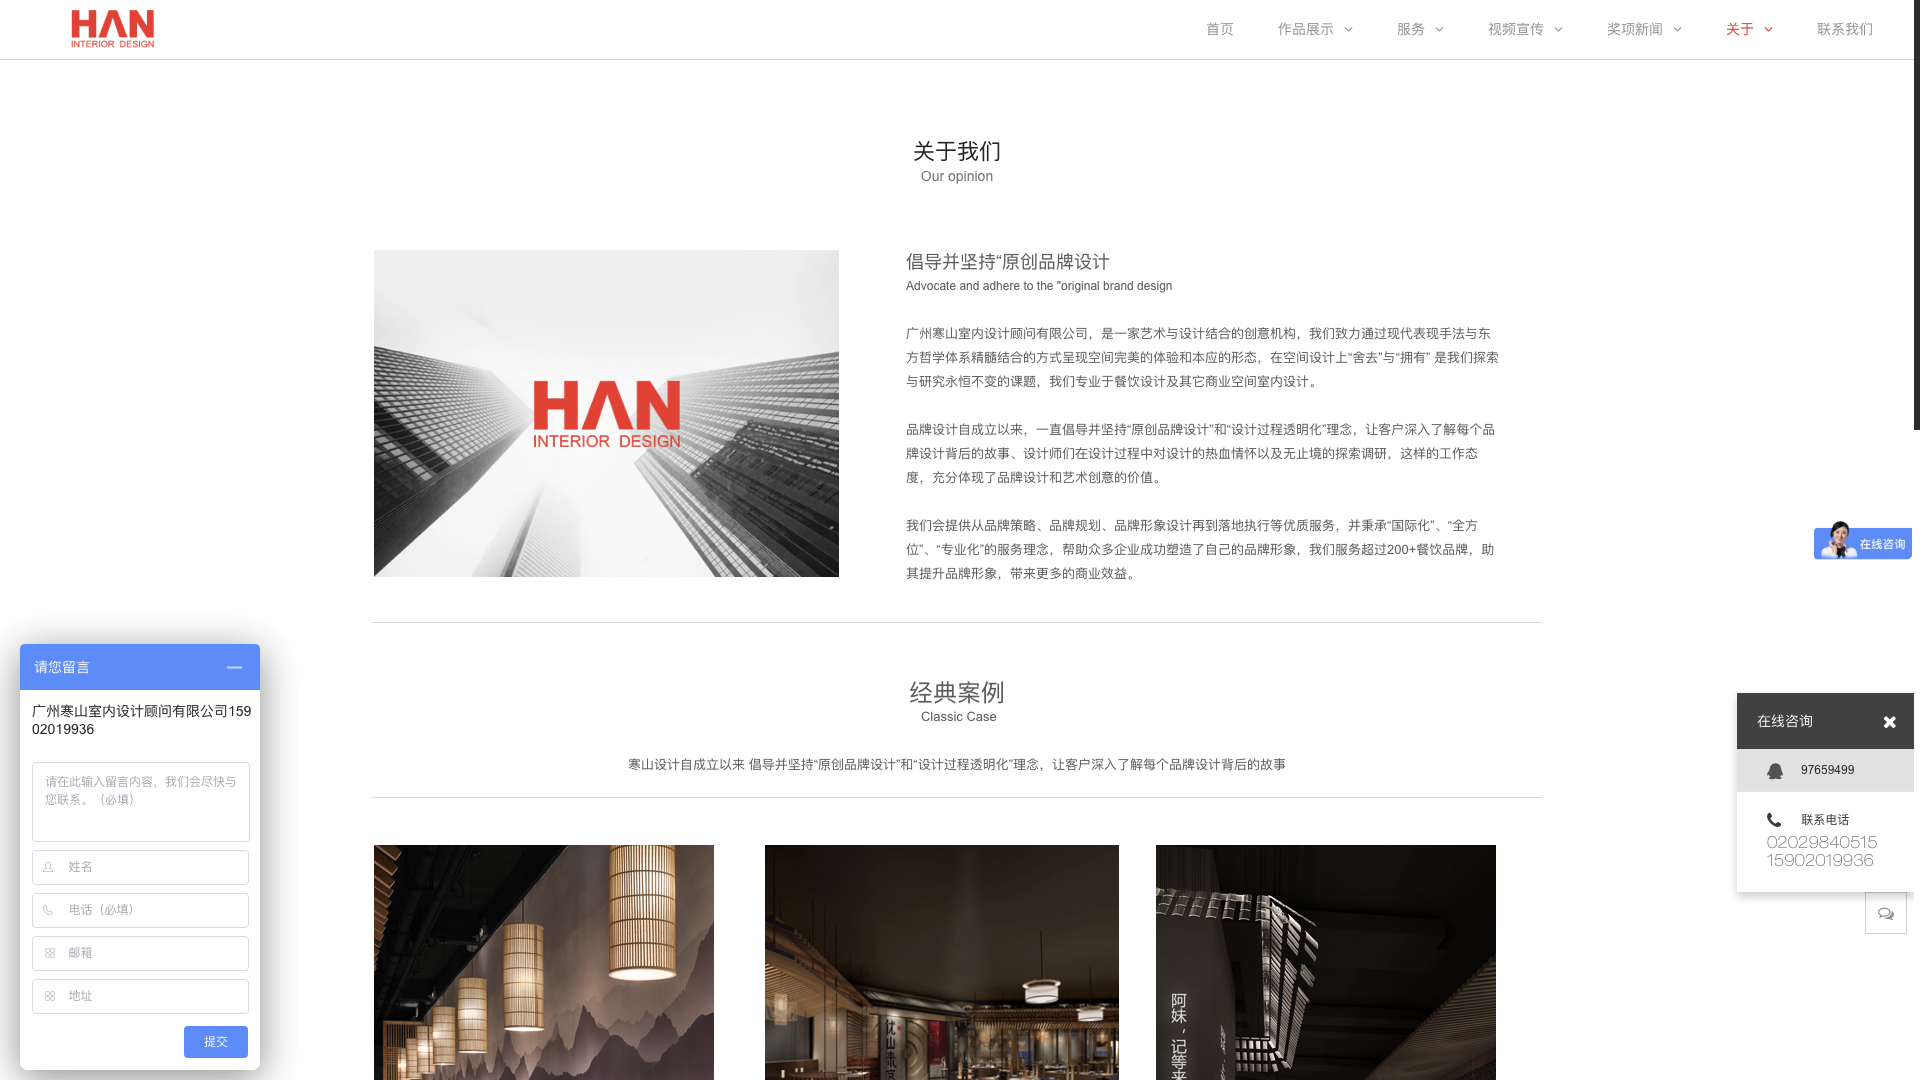 HAN
INTERIOR DESIGN
首页
作品展示
服务
视频宣传
奖项新闻
关于
联系我们
关于我们
Our opinion
HAN
INTERIOR DESIGN
倡导并坚持“原创品牌设计
Advocate and adhere to the "original brand design
广州寒山室内设计顾问有限公司，是一家艺术与设计结合的创意机构，我们致力通过现代表现手法与东
方哲学体系精髓结合的方式呈现空间完美的体验和本应的形态，在空间设计上“舍去”与“拥有” 是我们探索
与研究永恒不变的课题，我们专业于餐饮设计及其它商业空间室内设计。
品牌设计自成立以来，一直倡导并坚持“原创品牌设计”和“设计过程透明化”理念，让客户深入了解每个品
牌设计背后的故事、设计师们在设计过程中对设计的热血情怀以及无止境的探索调研，这样的工作态
度，充分体现了品牌设计和艺术创意的价值。
我们会提供从品牌策略、品牌规划、品牌形象设计再到落地执行等优质服务，并秉承“国际化”、“全方
位”、“专业化”的服务理念，帮助众多企业成功塑造了自己的品牌形象，我们服务超过200+餐饮品牌，助
其提升品牌形象，带来更多的商业效益。
在线咨询
经典案例
Classic Case
寒山设计自成立以来 倡导并坚持“原创品牌设计”和“设计过程透明化”理念，让客户深入了解每个品牌设计背后的故事
请您留言
广州寒山室内设计顾问有限公司159
02019936
请在此输入留言内容，我们会尽快与
您联系。（必填）
姓名
电话（必填）
邮箱
地址
提交
在线咨询
97659499
联系电话
02029840515
15902019936
阿妹，记等来